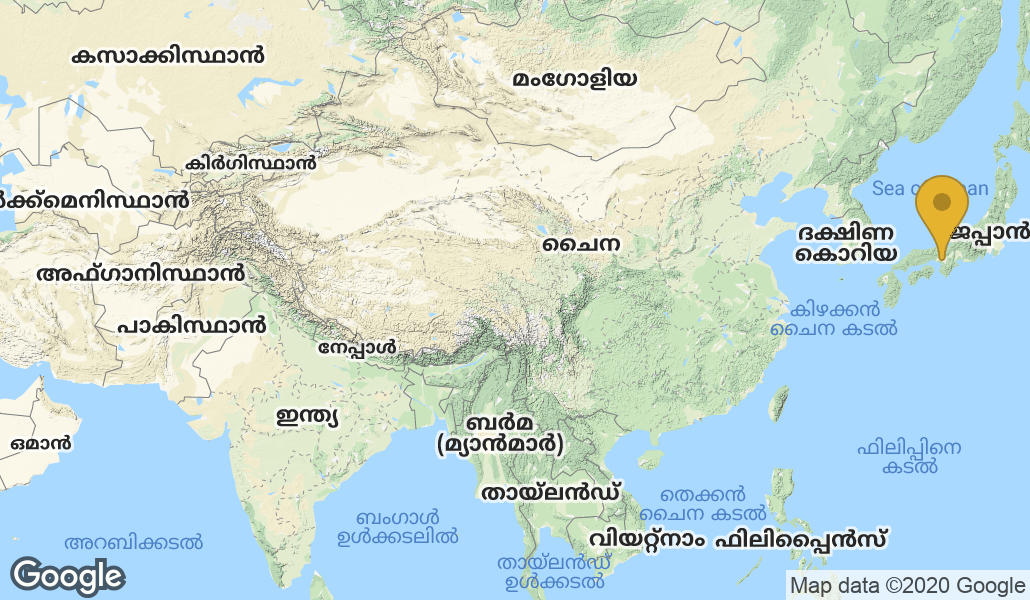 കസാക്കിസ്ഥാൻ
മംഗോളിയ
കിർഗിസ്ഥാൻ
Sea of
ർക്ക്മെനിസ്ഥാൻ
ദക്ഷിണ
കൊറിയ
ജപ്പാൻ
ചൈന
അഫ്ഗാനിസ്ഥാൻ
പാകിസ്ഥാൻ
കിഴക്കൻ
ചൈന കടൽ
നേപ്പാൾ
ഇന്ത്യ
ബർമ
(മ്യാൻമാർ)
ഒമാൻ
ഫിലിപ്പിനെ
കടൽ
തായ്‌ലൻഡ്
തെക്കൻ
ചൈന കടൽ
ബംഗാൾ
ഉൾക്കടലിൽ
അറബിക്കടൽ
വിയറ്റ്നാം
ഫിലിപ്പൈൻസ്
തായ്‌ലൻഡ്
ഉൾക്കടൽ
Google
Map data ©2020 Google